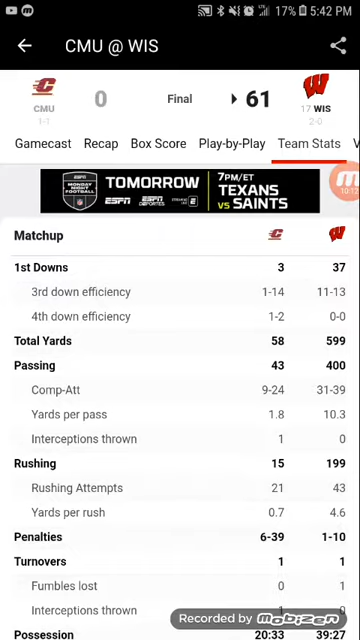 17% 5:42 PM
CMU @ WIS
CMU 0 Final 61 17 WIS
1-1 2-0
Gamecast Recap Box Score Play-by-Play Team Stats V
MONDAY NIGHT FOOTBALL TOMORROW 7PM/ET
ESPN ESPN DEPORTES TEXANS VS SAINTS
10:12
Matchup
1st Downs 3 37
3rd down efficiency 1-14 11-13
4th down efficiency 1-2 0-0
Total Yards 58 599
Passing 43 400
Comp-Att 9-24 31-39
Yards per pass 1.8 10.3
Interceptions thrown 1 0
Rushing 15 199
Rushing Attempts 21 43
Yards per rush 0.7 4.6
Penalties 6-39 1-10
Turnovers 1 1
Fumbles lost 0 1
Interceptions thrown 1 0
Recorded by MOBIZEN
Possession 20:33 39:27